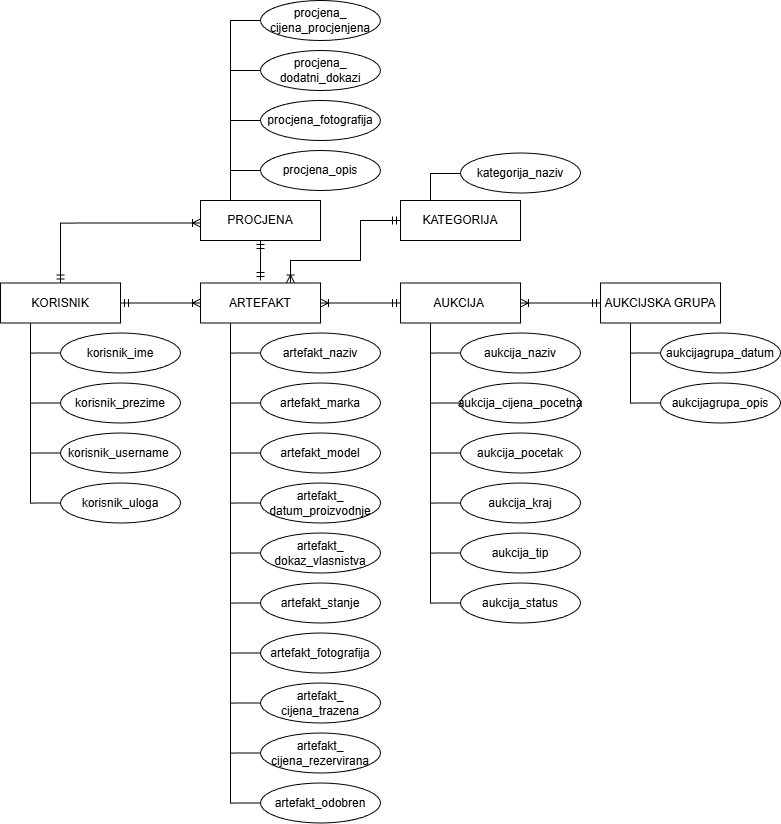 procjena_
cijena_procjenjena
procjena_
dodatni_dokazi
procjena_fotografija
procjena_opis
kategorija_naziv
PROCJENA
KATEGORIJA
KORISNIK
ARTEFAKT
AUKCIJA
AUKCIJSKA GRUPA
korisnik_ime
korisnik_prezime
korisnik_username
korisnik_uloga
artefakt_naziv
artefakt_marka
artefakt_model
artefakt_
datum_proizvodnje
artefakt_
dokaz_vlasnistva
artefakt_stanje
artefakt_fotografija
artefakt_
cijena_trazena
artefakt_
cijena_rezervirana
artefakt_odobren
aukcija_naziv
aukcija_cijena_pocetna
aukcija_pocetak
aukcija_kraj
aukcija_tip
aukcija_status
aukcijagrupa_datum
aukcijagrupa_opis